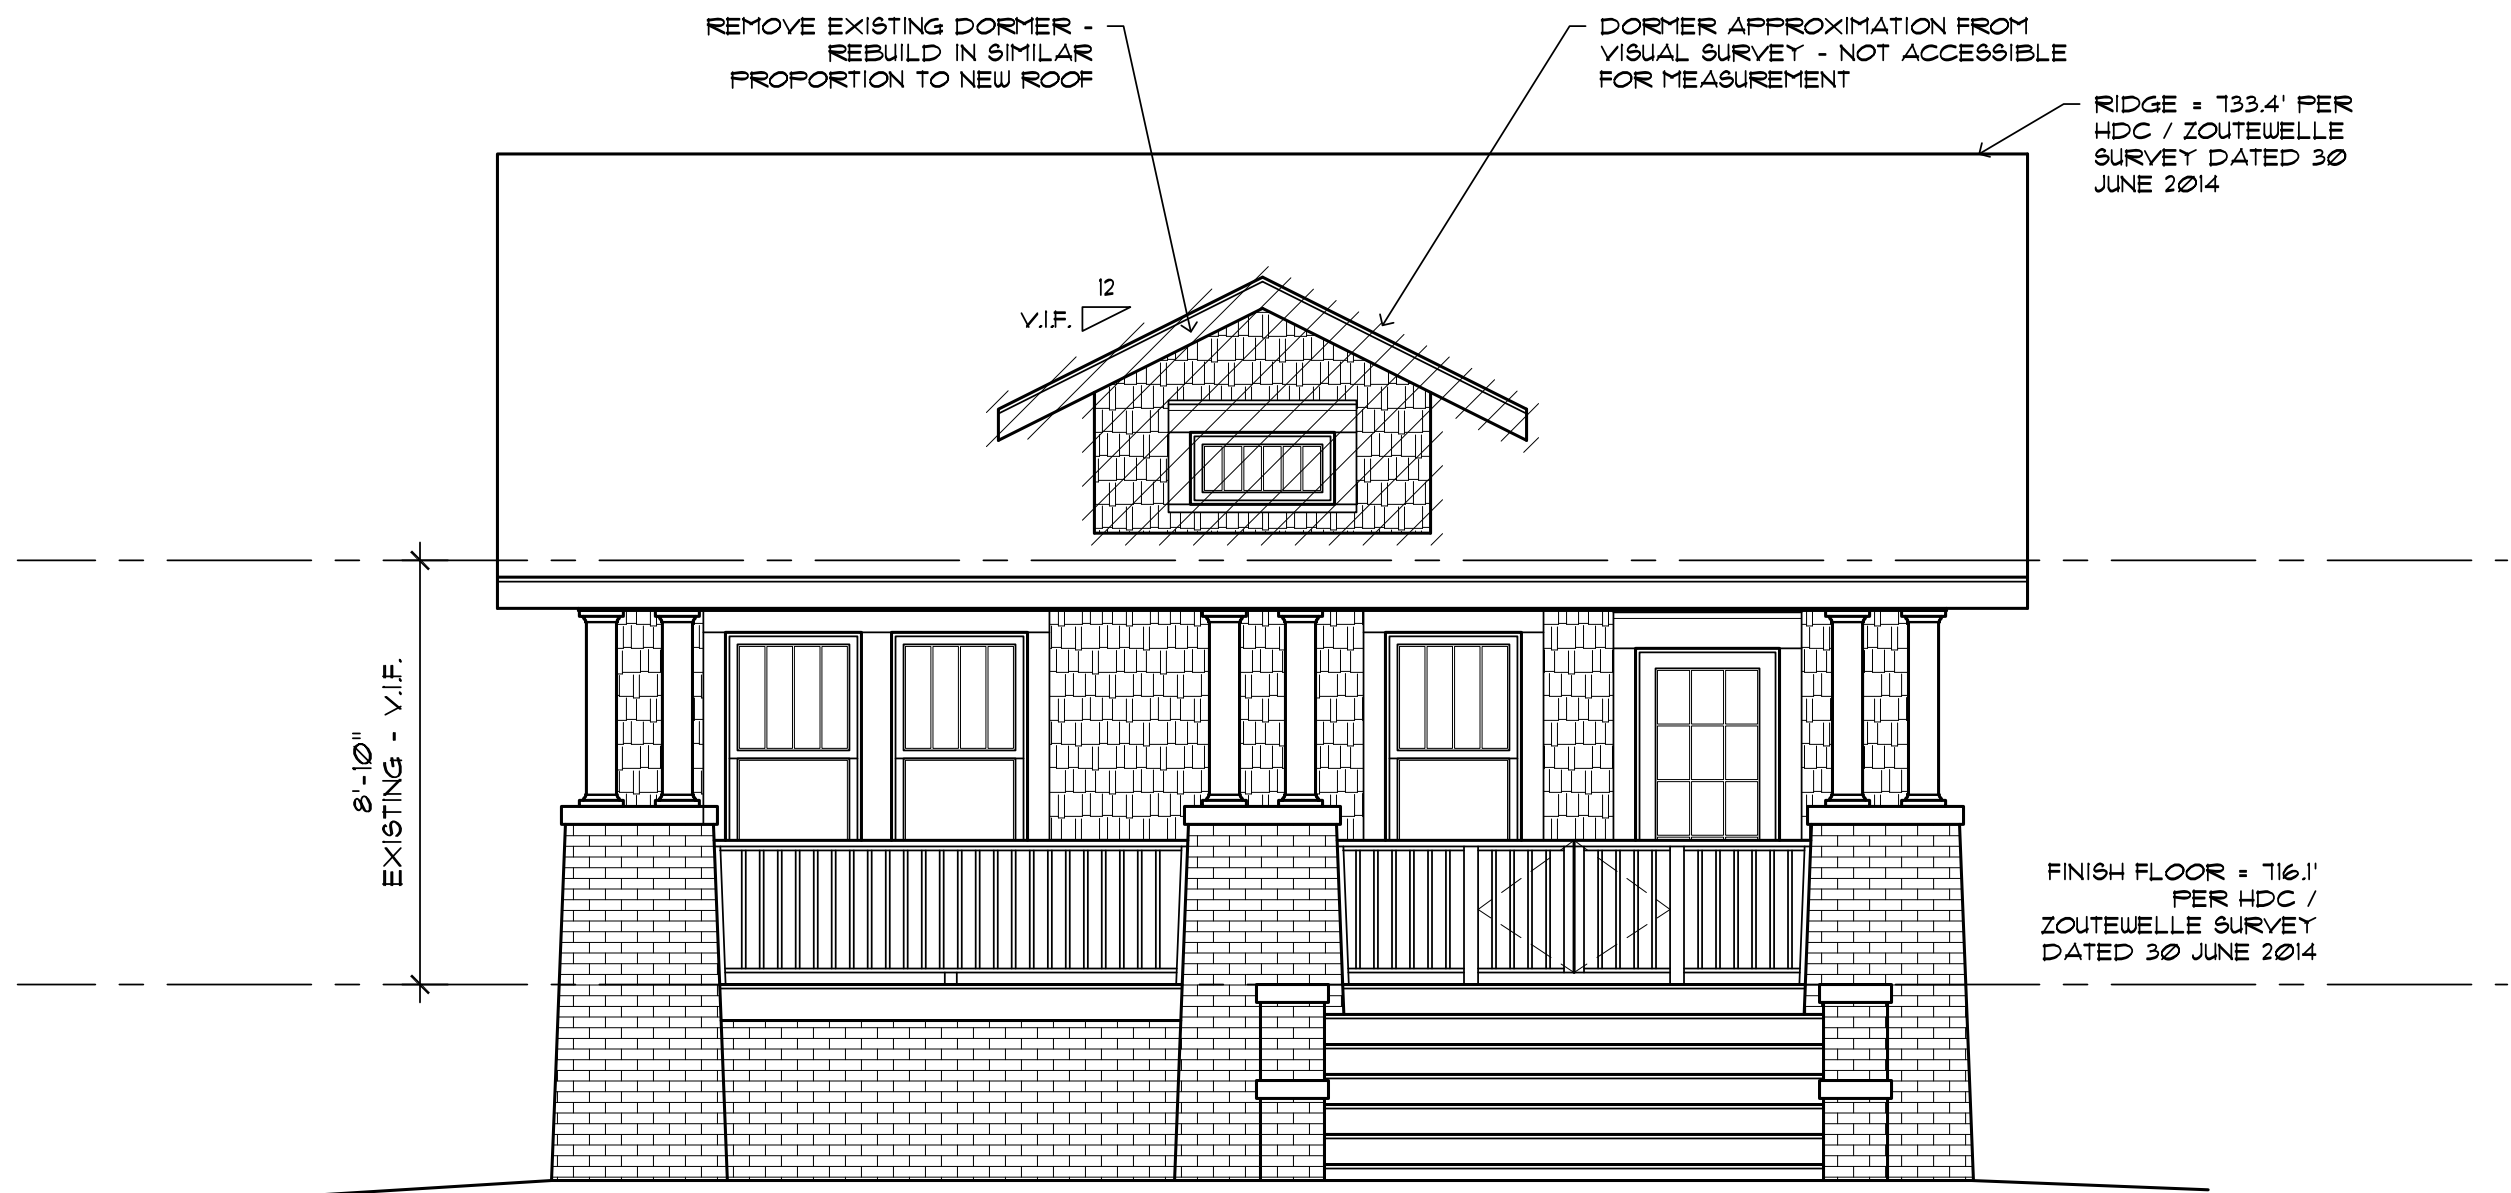 REMOVE EXISTING DORMER -
REBUILD IN SIMILAR
PROPORTION TO NEW ROOF
DORMER APPROXIMATION FROM
VISUAL SURVEY - NOT ACCESSIBLE
FOR MEASUREMENT
RIDGE = 733.4' PER
HDC / ZOUTEWELLE
SURVEY DATED 30
JUNE 2014
12
V.I.F.
8'-10"
EXISTING - V.I.F.
FINISH FLOOR = 716.1'
PER HDC /
ZOUTEWELLE SURVEY
DATED 30 JUNE 2014